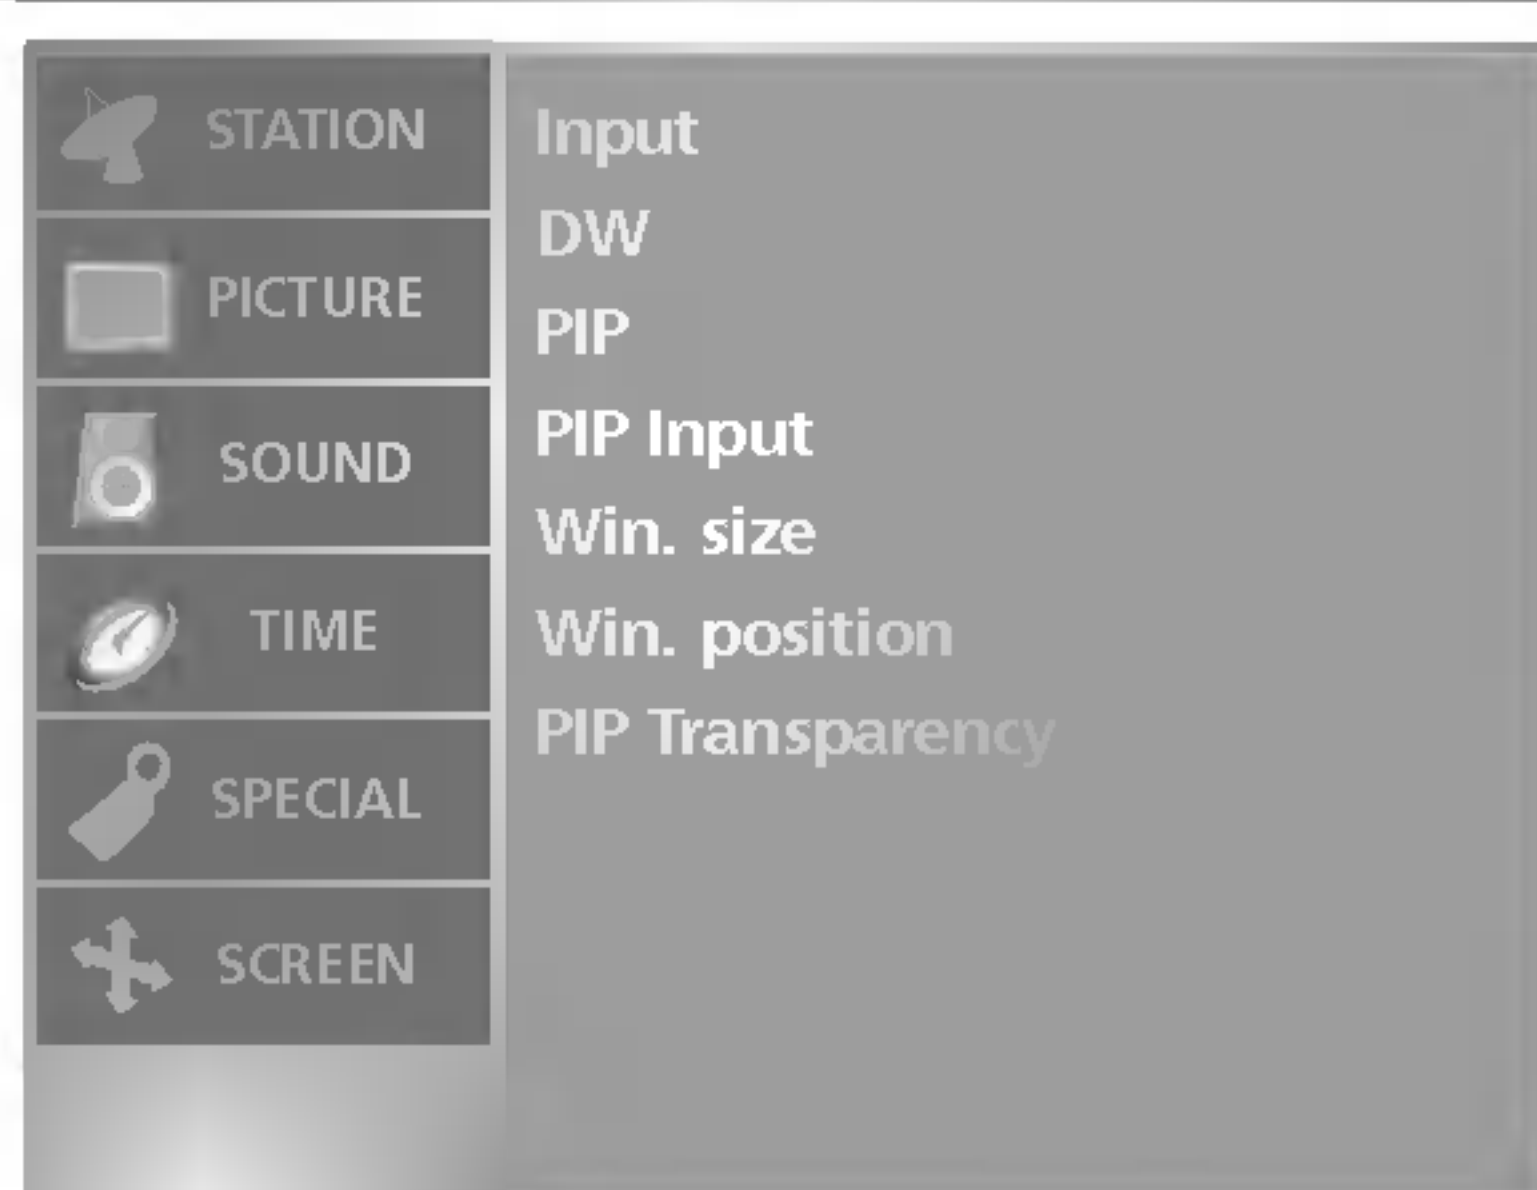 STATION
PICTURE
SOUND
TIME
SPECIAL
SCREEN
Input
DW
PIP
PIP Input
Win. size
Win. position
PIP Transparency